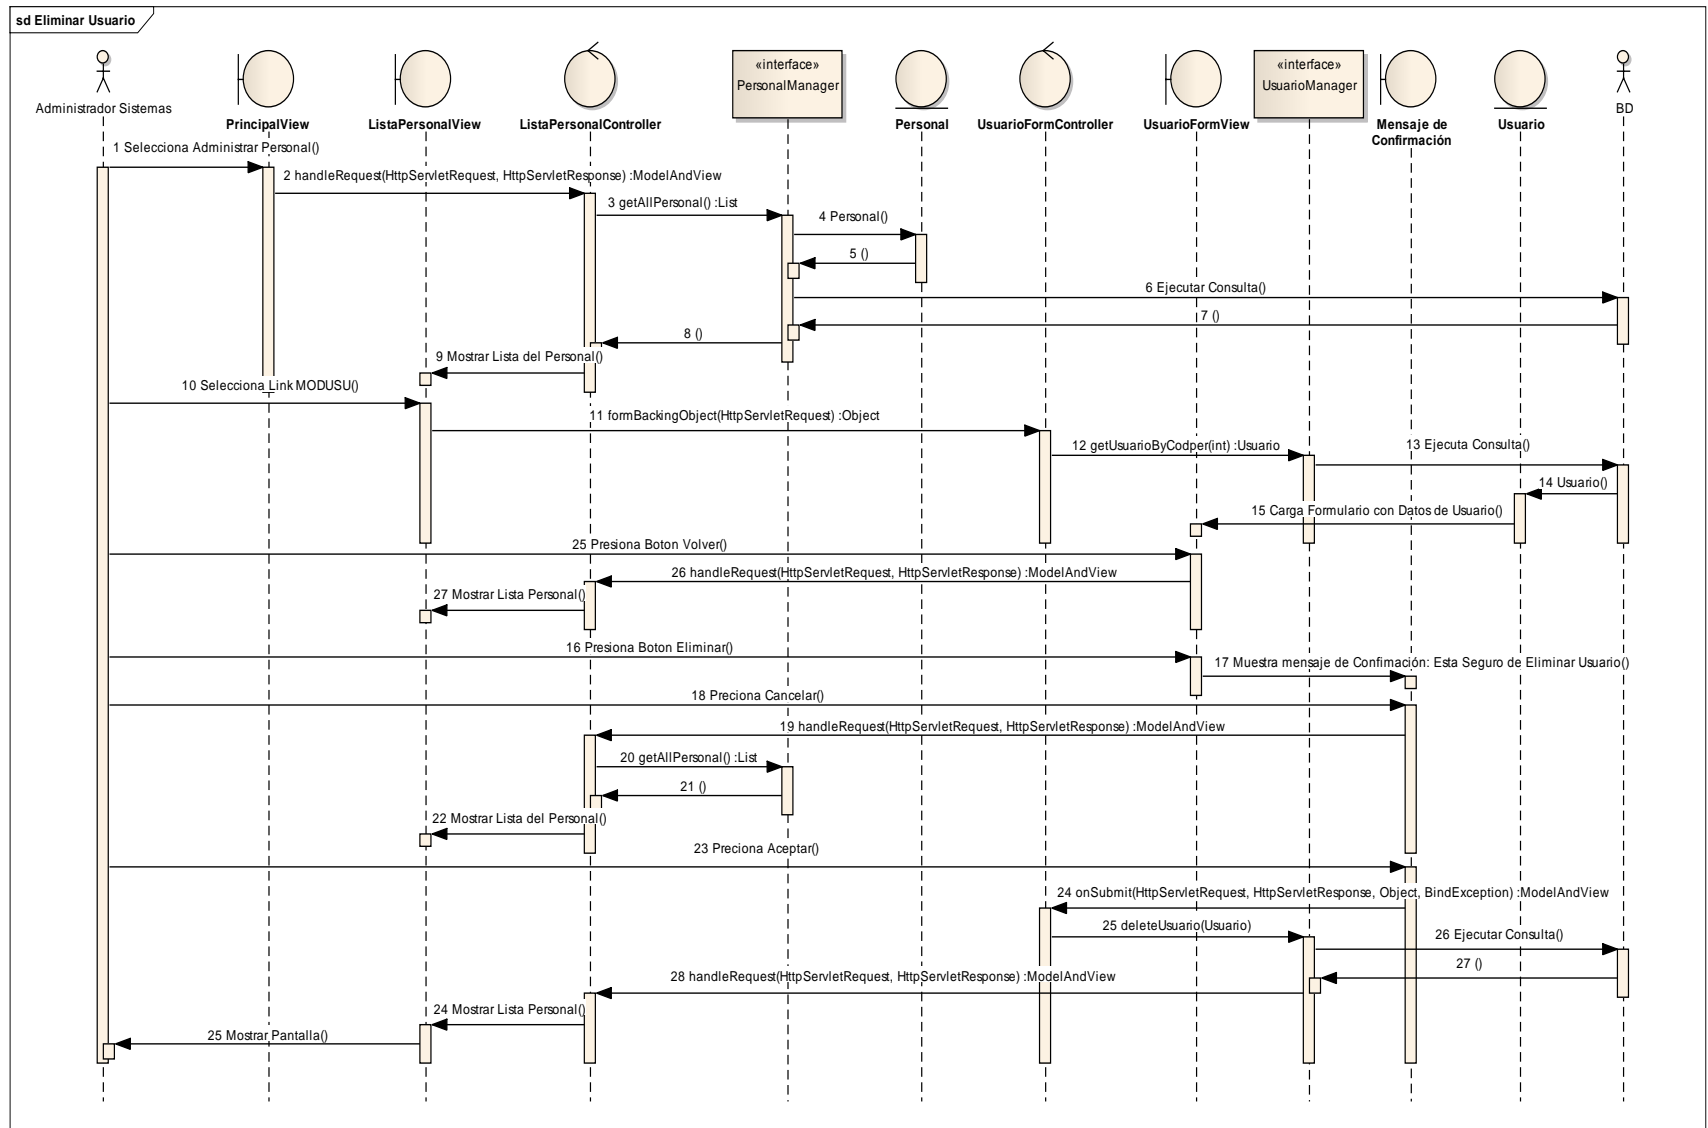 sd Eliminar Usuario
Administrador Sistemas
PrincipalView
ListaPersonalView
ListaPersonalController
«interface»
PersonalManager
Personal
UsuarioFormController
UsuarioFormView
«interface»
UsuarioManager
Mensaje de
Confirmación
Usuario
BD
1 Selecciona Administrar Personal()
2 handleRequest(HttpServletRequest, HttpServletResponse) :ModelAndView
3 getAllPersonal() :List
4 Personal()
5 ()
6 Ejecutar Consulta()
7 ()
8 ()
9 Mostrar Lista del Personal()
10 Selecciona Link MODUSU()
11 formBackingObject(HttpServletRequest) :Object
12 getUsuarioByCodper(int) :Usuario
13 Ejecuta Consulta()
14 Usuario()
15 Carga Formulario con Datos de Usuario()
25 Presiona Boton Volver()
26 handleRequest(HttpServletRequest, HttpServletResponse) :ModelAndView
27 Mostrar Lista Personal()
16 Presiona Boton Eliminar()
17 Muestra mensaje de Confimación: Esta Seguro de Eliminar Usuario()
18 Preciona Cancelar()
19 handleRequest(HttpServletRequest, HttpServletResponse) :ModelAndView
20 getAllPersonal() :List
21 ()
22 Mostrar Lista del Personal()
23 Preciona Aceptar()
24 onSubmit(HttpServletRequest, HttpServletResponse, Object, BindException) :ModelAndView
25 deleteUsuario(Usuario)
26 Ejecutar Consulta()
27 ()
28 handleRequest(HttpServletRequest, HttpServletResponse) :ModelAndView
24 Mostrar Lista Personal()
25 Mostrar Pantalla()